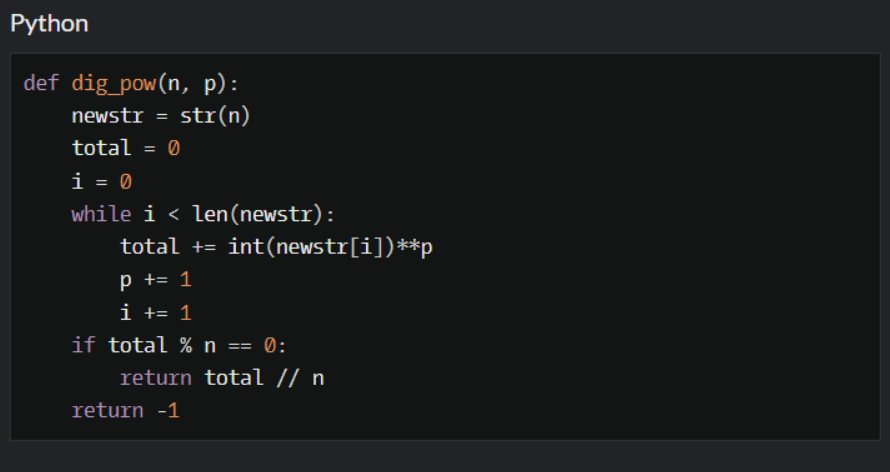 Python
def dig_pow(n, p):
    newstr = str(n)
    total = 0
    i = 0
    while i < len(newstr):
        total += int(newstr[i])**p
        p += 1
        i += 1
    if total % n == 0:
        return total // n
    return -1